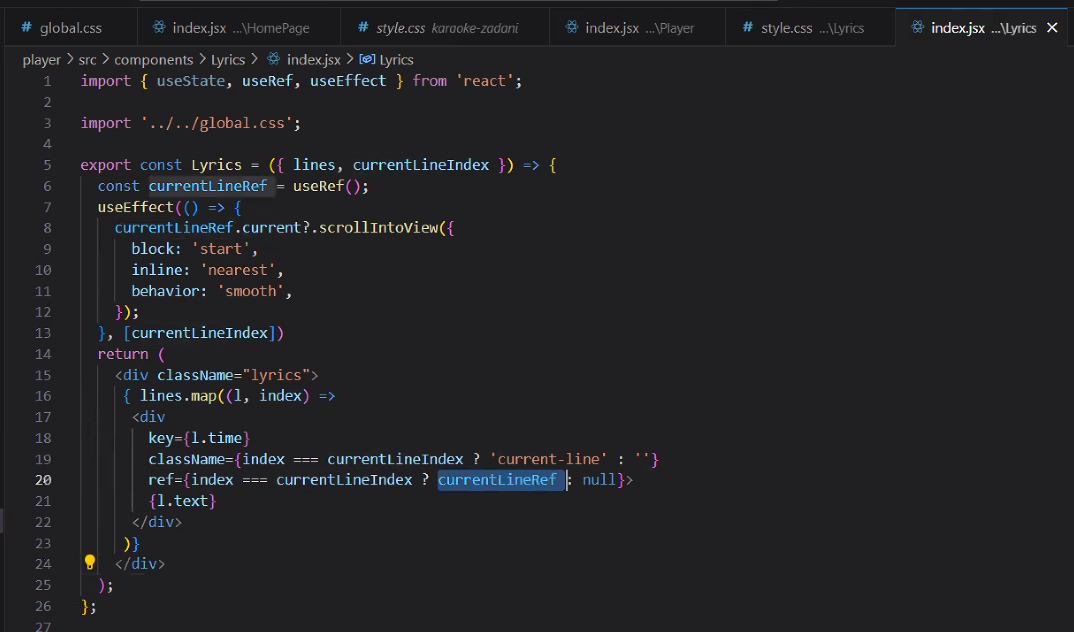 # global.css index.jsx ...\HomePage # style.css karaoke-zadani index.jsx ...\Player # style.css ...\Lyrics index.jsx ...\Lyrics ×
player > src > components > Lyrics > index.jsx > Lyrics
1 import { useState, useRef, useEffect } from 'react';
2
3 import '../../global.css';
4
5 export const Lyrics = ({ lines, currentLineIndex }) => {
6 const currentLineRef = useRef();
7 useEffect(() => {
8 currentLineRef.current?.scrollIntoView({
9 block: 'start',
10 inline: 'nearest',
11 behavior: 'smooth',
12 });
13 }, [currentLineIndex])
14 return (
15 <div className="lyrics">
16 { lines.map((l, index) =>
17 <div
18 key={l.time}
19 className={index === currentLineIndex ? 'current-line' : ''}
20 ref={index === currentLineIndex ? currentLineRef : null}>
21 {l.text}
22 </div>
23 )}
24 </div>
25 );
26 };
27